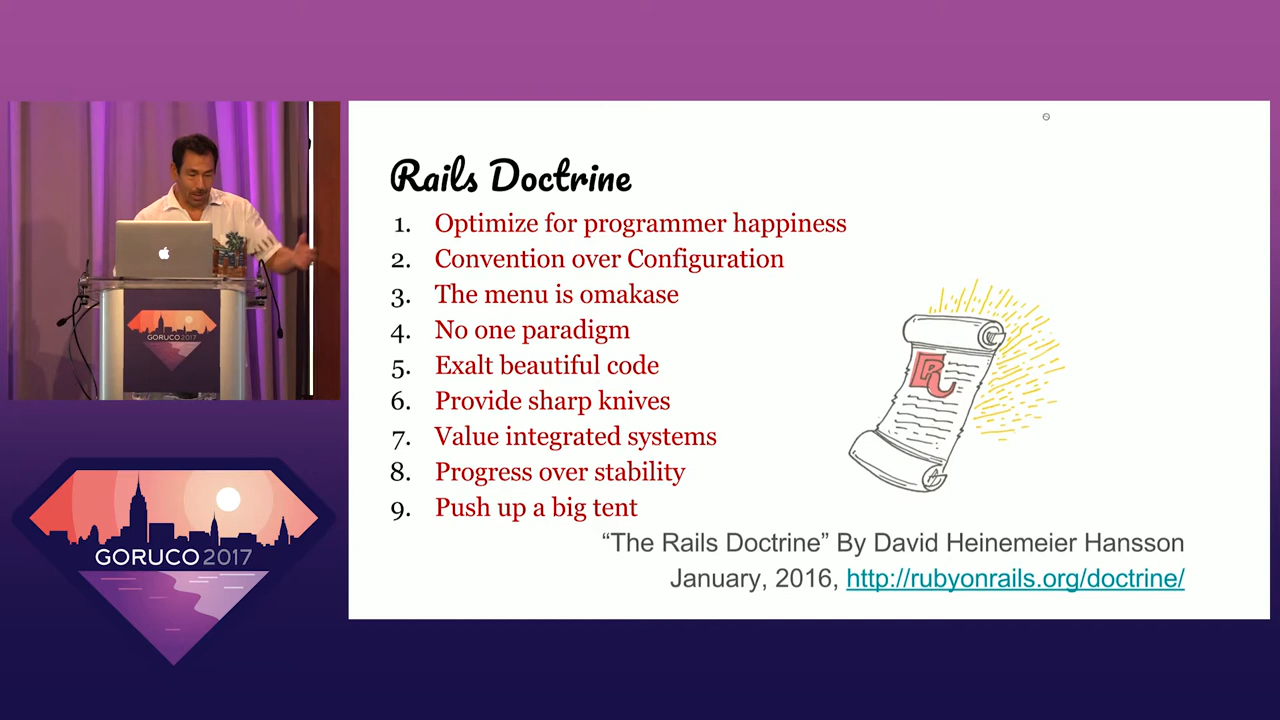 Rails Doctrine
1. Optimize for programmer happiness
2. Convention over Configuration
3. The menu is omakase
4. No one paradigm
5. Exalt beautiful code
6. Provide sharp knives
7. Value integrated systems
8. Progress over stability
9. Push up a big tent
“The Rails Doctrine” By David Heinemeier Hansson
January, 2016, http://rubyonrails.org/doctrine/
GORUCO 2017
GORUCO 2017